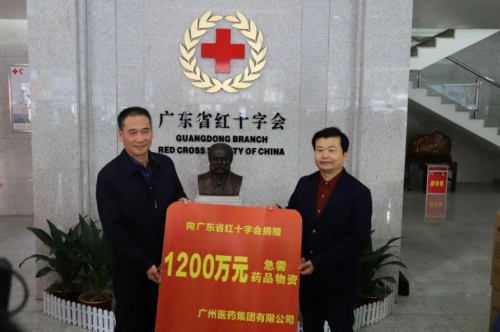 广东省红十字会
GUANGDONG BRANCH
RED CROSS SOCIETY OF CHINA
向广东省红十字会捐赠
1200万元 急需
药品物资
广州医药集团有限公司